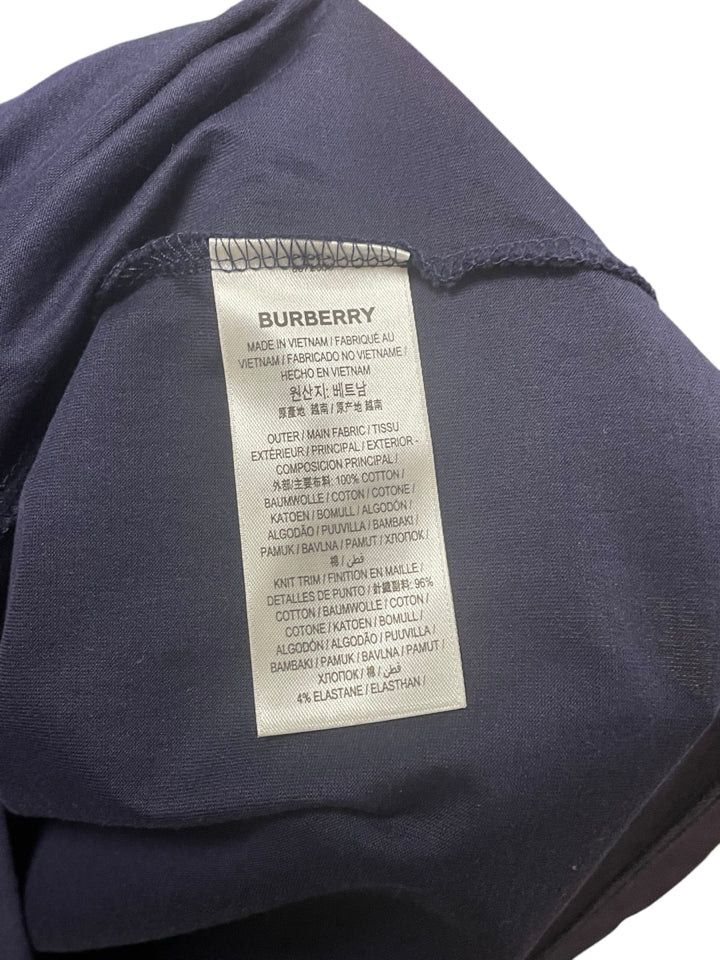 BURBERRY
MADE IN VIETNAM / FABRIQUÉ AU
VIETNAM / FABRICADO NO VIETNAME /
HECHO EN VIETNAM
원산지: 베트남
原產地 越南 / 原产地 越南
OUTER / MAIN FABRIC / TISSU
EXTÉRIEUR / PRINCIPAL / EXTERIOR -
COMPOSICION PRINCIPAL /
外部/主要布料: 100% COTTON /
BAUMWOLLE / COTON / COTONE /
KATOEN / BOMULL / ALGODÓN /
ALGODÃO / PUUVILLA / BAMBAKI /
PAMUK / BAVLNA / PAMUT / ХЛОПОК /
棉 / قطن /
KNIT TRIM / FINITION EN MAILLE /
DETALLES DE PUNTO / 針織副料: 96%
COTTON / BAUMWOLLE / COTON /
COTONE / KATOEN / BOMULL /
ALGODÓN / ALGODÃO / PUUVILLA /
BAMBAKI / PAMUK / BAVLNA / PAMUT /
ХЛОПОК / 棉 / قطن /
4% ELASTANE / ELASTHAN /